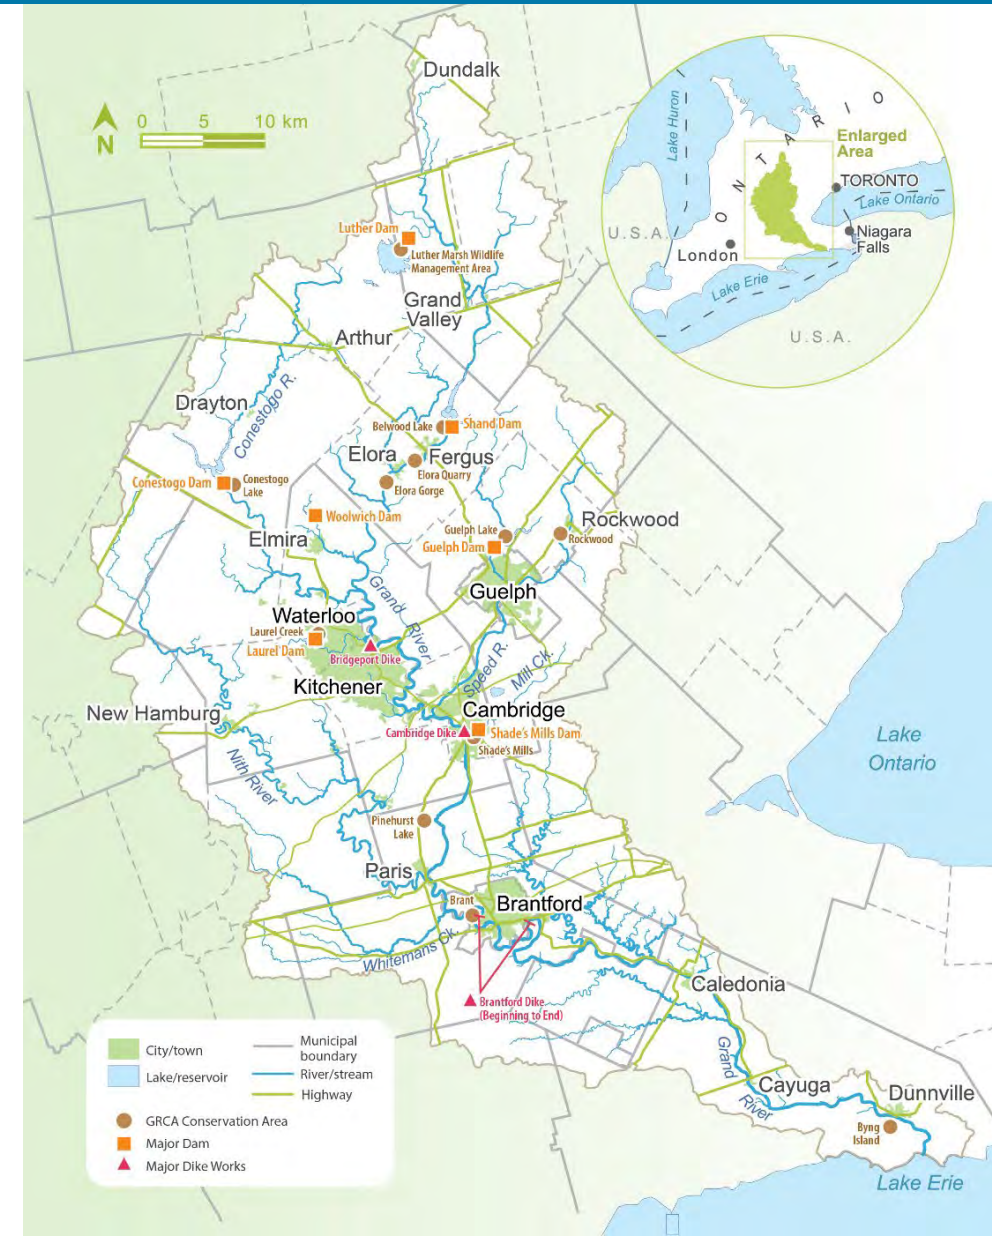 Dundalk
0 5 10 km
N
Lake Huron
ONTARIO
Enlarged
Area
TORONTO
Lake Ontario
U.S.A.
Niagara
Falls
London
Lake Erie
U.S.A.
Luther Dam
Luther Marsh Wildlife
Management Area
Grand
Valley
Arthur
Drayton
Conestogo R.
Belwood Lake
Shand Dam
Elora
Fergus
Elora Quarry
Elora Gorge
Conestogo Dam
Conestogo
Lake
Woolwich Dam
Elmira
Guelph Lake
Guelph Dam
Rockwood
Rockwood
Guelph
Grand River
Waterloo
Laurel Creek
Laurel Dam
Bridgeport Dike
Kitchener
Speed R.
Mill Ck.
New Hamburg
Cambridge
Cambridge Dike
Shade's Mills Dam
Shade's Mills
Nith River
Lake
Ontario
Pinehurst
Lake
Paris
Brant
Brantford
Whitemans Ck.
Brantford Dike
(Beginning to End)
Caledonia
Grand
River
Cayuga
Dunnville
Byng
Island
Lake Erie
City/town
Lake/reservoir
Municipal
boundary
River/stream
Highway
GRCA Conservation Area
Major Dam
Major Dike Works